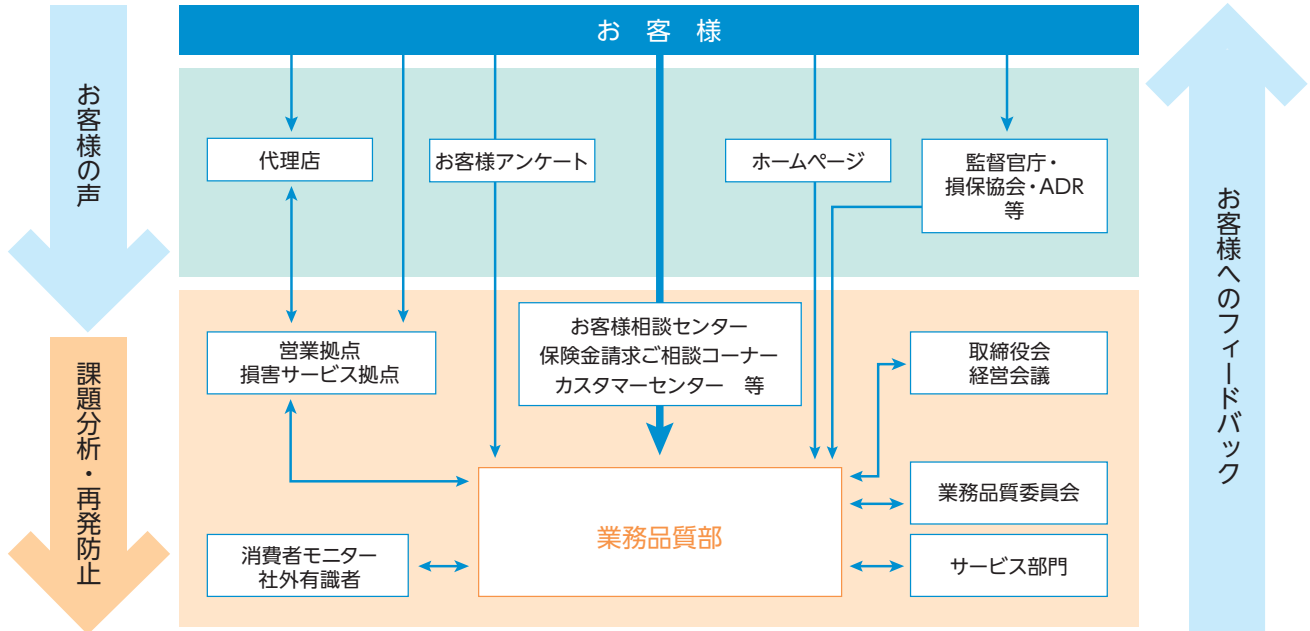 お客様
お客様の声
代理店
お客様アンケート
ホームページ
監督官庁・
損保協会・ADR
等
お客様へのフィードバック
営業拠点
損害サービス拠点
お客様相談センター
保険金請求ご相談コーナー
カスタマーセンター 等
取締役会
経営会議
課題分析・再発防止
業務品質委員会
業務品質部
消費者モニター
社外有識者
サービス部門